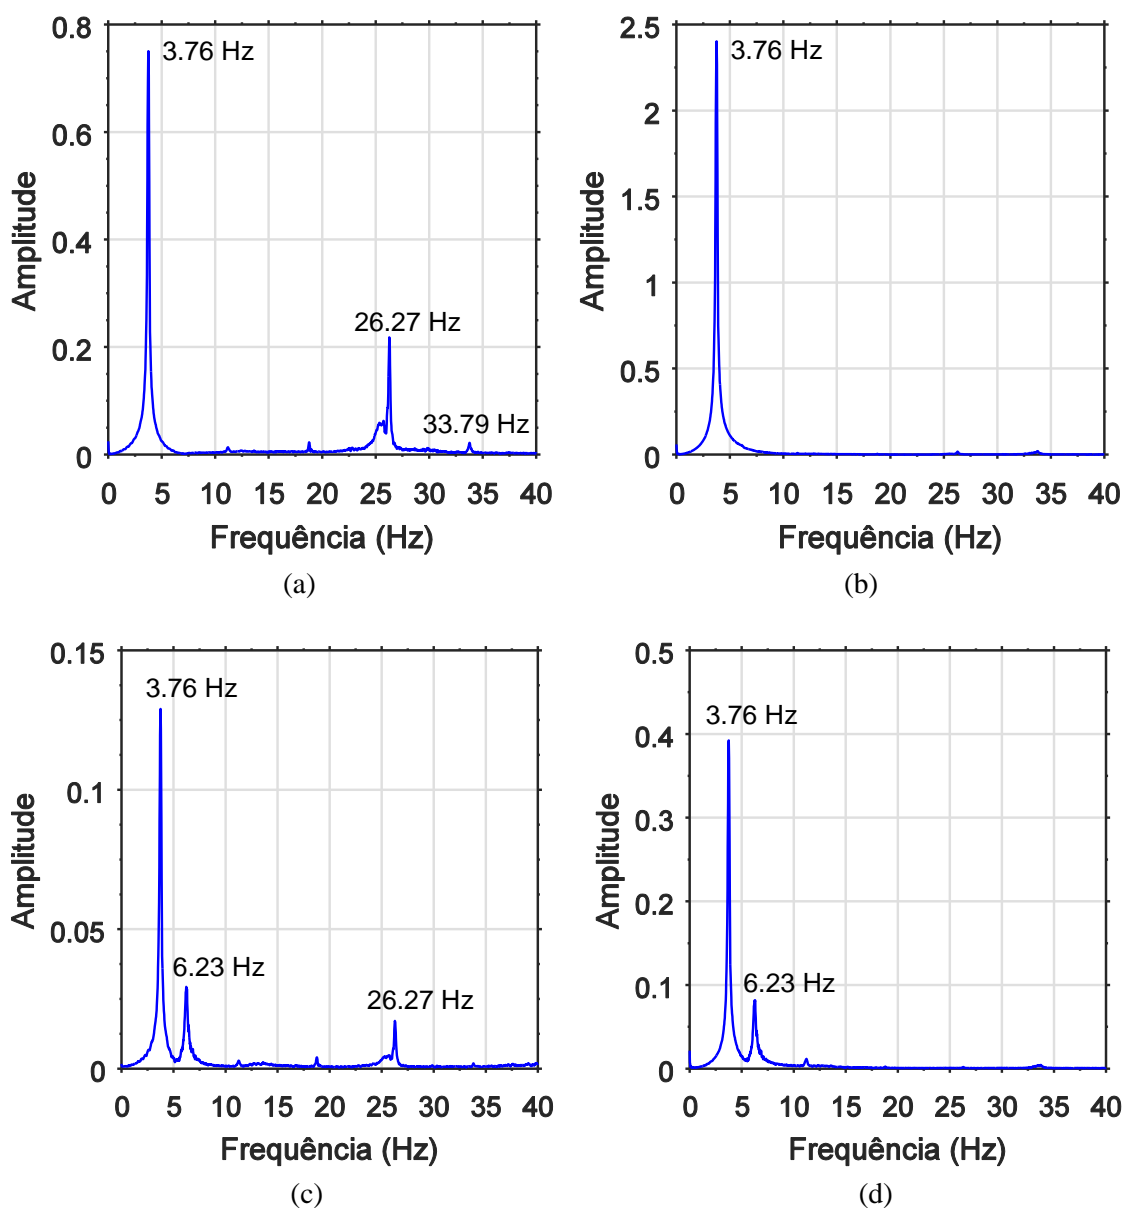 0.8
0.6
0.4
0.2
0
Amplitude
3.76 Hz
26.27 Hz
33.79 Hz
0 5 10 15 20 25 30 35 40
Frequência (Hz)
(a)
2.5
2
1.5
1
0.5
0
Amplitude
3.76 Hz
0 5 10 15 20 25 30 35 40
Frequência (Hz)
(b)
0.15
0.1
0.05
0
Amplitude
3.76 Hz
6.23 Hz
26.27 Hz
0 5 10 15 20 25 30 35 40
Frequência (Hz)
(c)
0.5
0.4
0.3
0.2
0.1
0
Amplitude
3.76 Hz
6.23 Hz
0 5 10 15 20 25 30 35 40
Frequência (Hz)
(d)